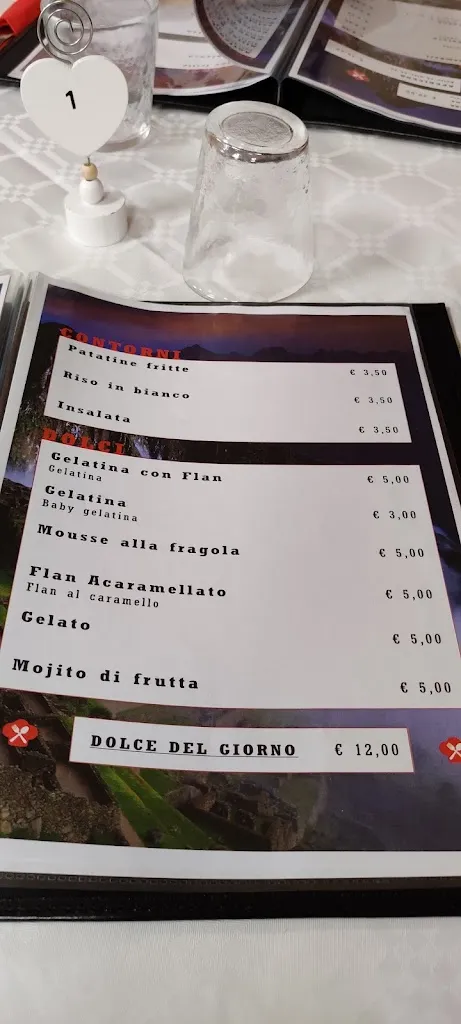 1
CONTORNI
Patatine fritte € 3,50
Riso in bianco € 3,50
Insalata € 3,50
DOLCI
Gelatina con Flan € 5,00
Gelatina
Gelatina € 3,00
Baby gelatina
Mousse alla fragola € 5,00
Flan Acaramellato € 5,00
Flan al caramello
Gelato € 5,00
Mojito di frutta € 5,00
DOLCE DEL GIORNO € 12,00